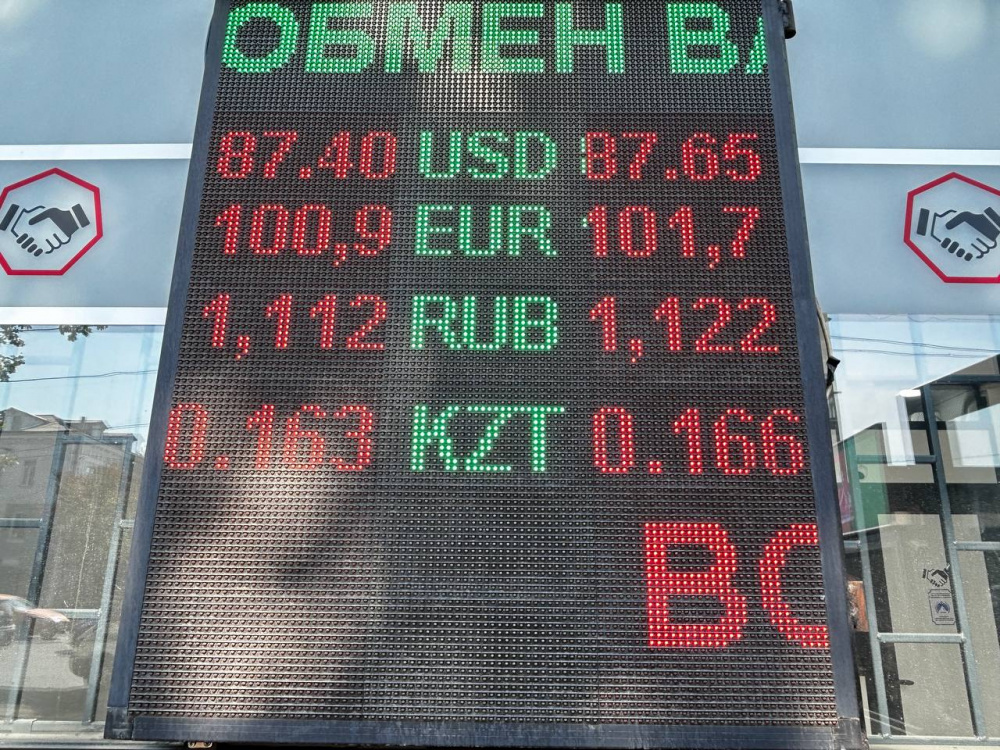 ОБМЕН ВА
87.40 USD 87.65
100,9 EUR 101,7
1,112 RUB 1,122
0.163 KZT 0.166
ВО